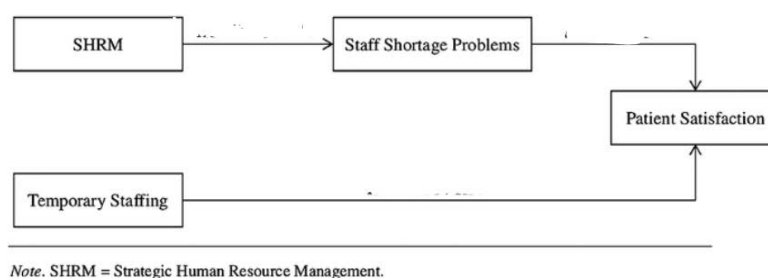 SHRM
Staff Shortage Problems
Patient Satisfaction
Temporary Staffing
Note. SHRM = Strategic Human Resource Management.